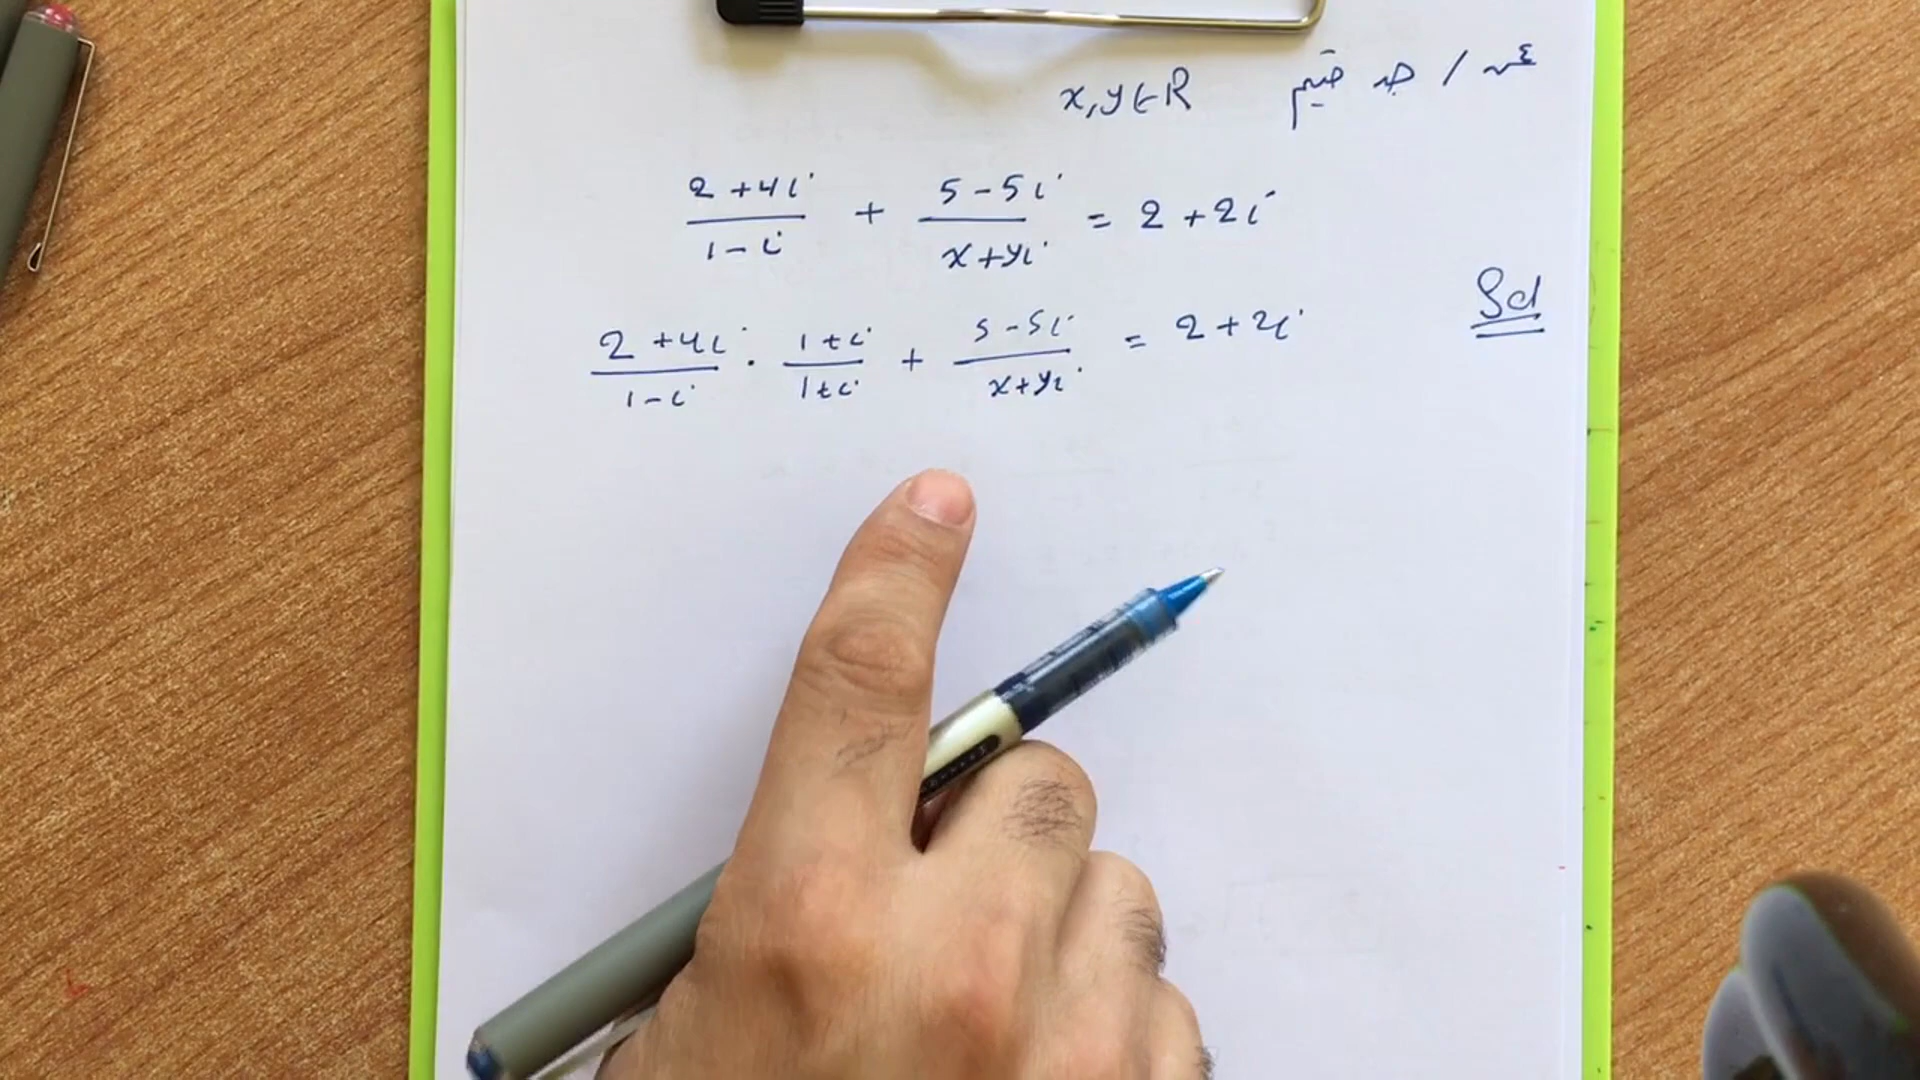 س / جد قيم x,y∈R
(2+4i)/(1-i) + (5-5i)/(x+yi) = 2+2i
Sol
(2+4i)/(1-i) · (1+i)/(1+i) + (5-5i)/(x+yi) = 2+2i